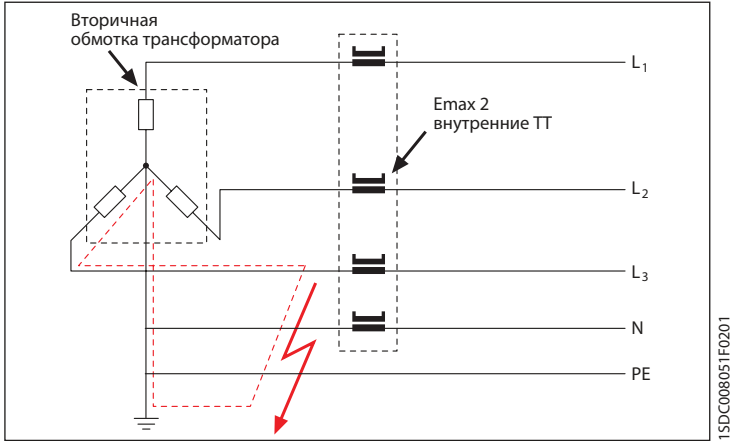 Вторичная
обмотка трансформатора
L1
Emax 2
внутренние ТТ
L2
L3
N
PE
1SDC008051F0201